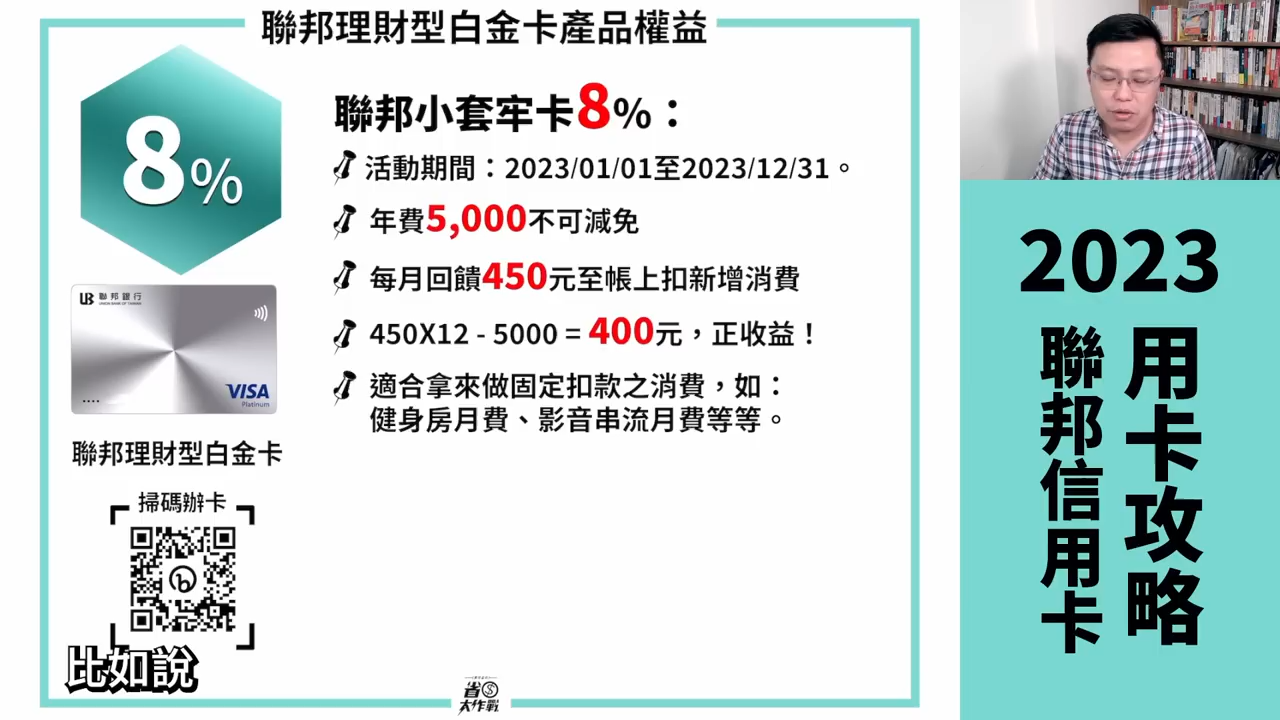 聯邦理財型白金卡產品權益
8%
聯邦小套牢卡8%：
活動期間：2023/01/01至2023/12/31。
年費5,000不可減免
每月回饋450元至帳上扣新增消費
450X12 - 5000 = 400元，正收益！
適合拿來做固定扣款之消費，如：
健身房月費、影音串流月費等等。
聯邦銀行
UNION BANK OF TAIWAN
VISA
Platinum
聯邦理財型白金卡
掃碼辦卡
比如說
省
大作戰
2023
聯邦信用卡
用卡攻略